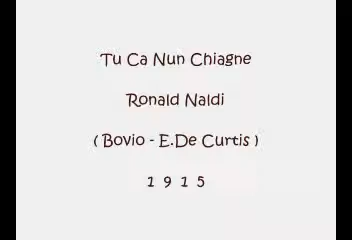 Tu Ca Nun Chiagne
Ronald Naldi
( Bovio - E.De Curtis )
1 9 1 5